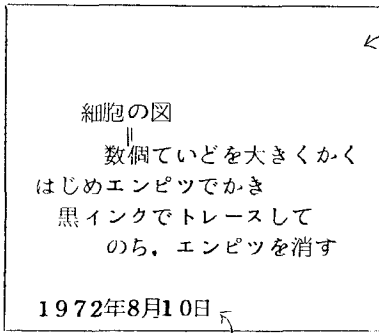 細胞の図
数個ていどを大きくかく
はじめエンピツでかき
黒インクでトレースして
のち．エンピツを消す
1972年8月10日